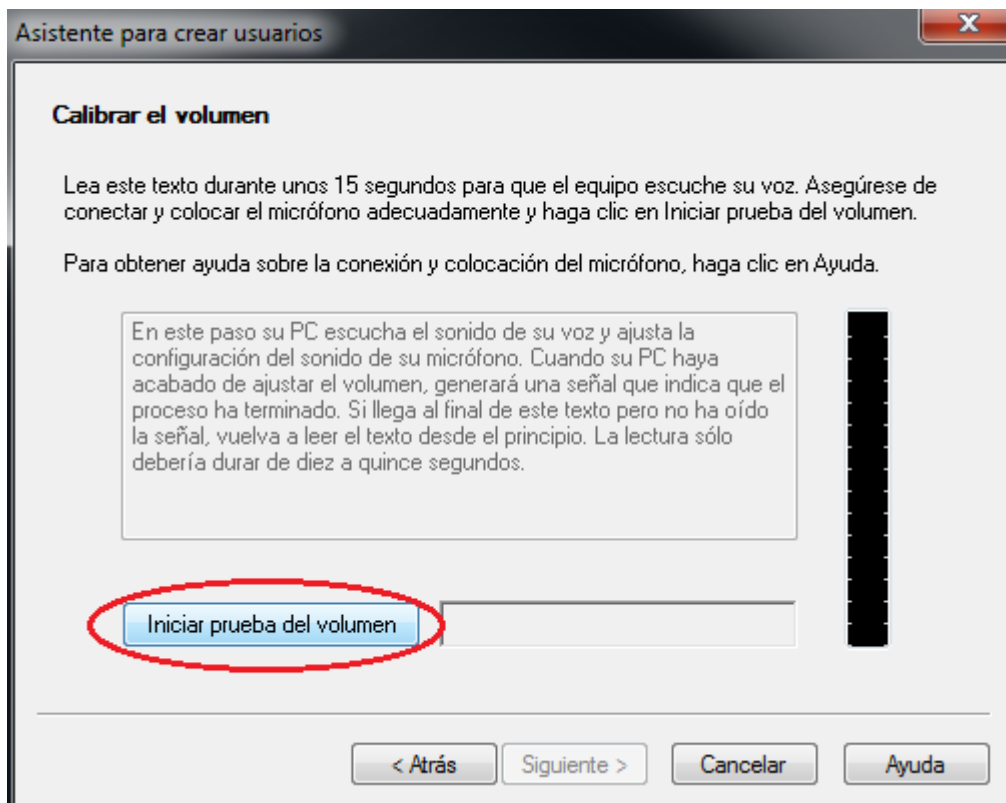 Asistente para crear usuarios
x
Calibrar el volumen
Lea este texto durante unos 15 segundos para que el equipo escuche su voz. Asegúrese de
conectar y colocar el micrófono adecuadamente y haga clic en Iniciar prueba del volumen.
Para obtener ayuda sobre la conexión y colocación del micrófono, haga clic en Ayuda.
En este paso su PC escucha el sonido de su voz y ajusta la
configuración del sonido de su micrófono. Cuando su PC haya
acabado de ajustar el volumen, generará una señal que indica que el
proceso ha terminado. Si llega al final de este texto pero no ha oído
la señal, vuelva a leer el texto desde el principio. La lectura sólo
debería durar de diez a quince segundos.
Iniciar prueba del volumen
< Atrás
Siguiente >
Cancelar
Ayuda